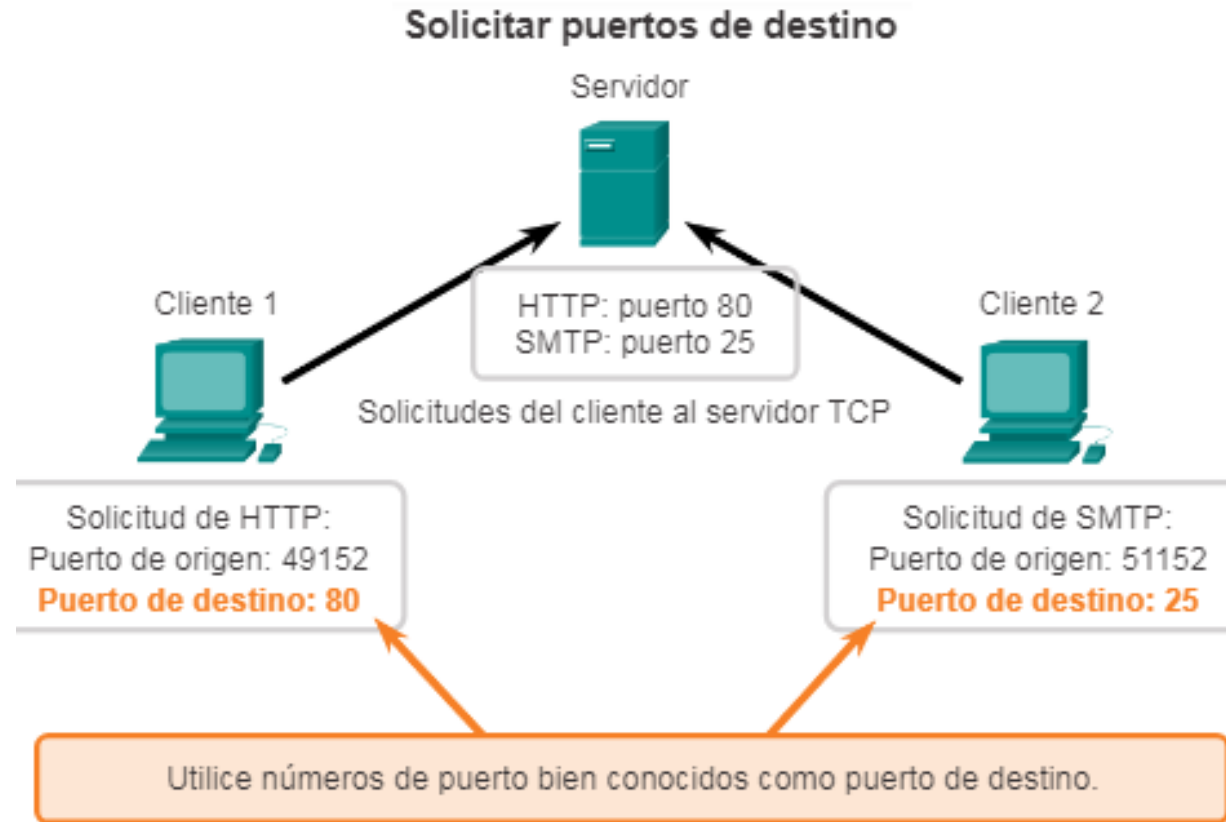 Solicitar puertos de destino
Servidor
Cliente 1
HTTP: puerto 80
SMTP: puerto 25
Cliente 2
Solicitudes del cliente al servidor TCP
Solicitud de HTTP:
Puerto de origen: 49152
Puerto de destino: 80
Solicitud de SMTP:
Puerto de origen: 51152
Puerto de destino: 25
Utilice números de puerto bien conocidos como puerto de destino.